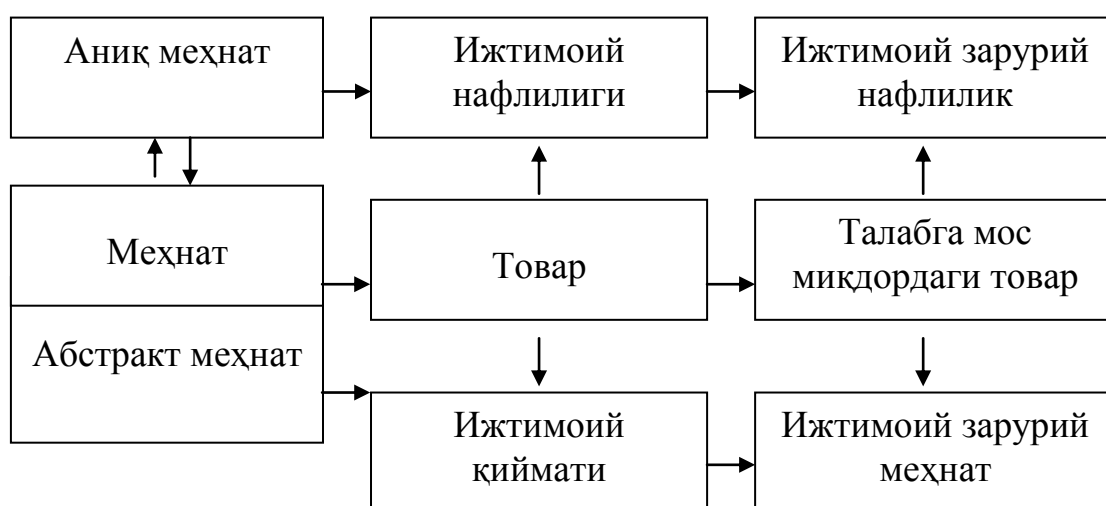 Аниқ меҳнат
Ижтимоий
нафлилиги
Ижтимоий зарурий
нафлилик
Меҳнат
Товар
Талабга мос
миқдордаги товар
Абстракт меҳнат
Ижтимоий
қиймати
Ижтимоий зарурий
меҳнат